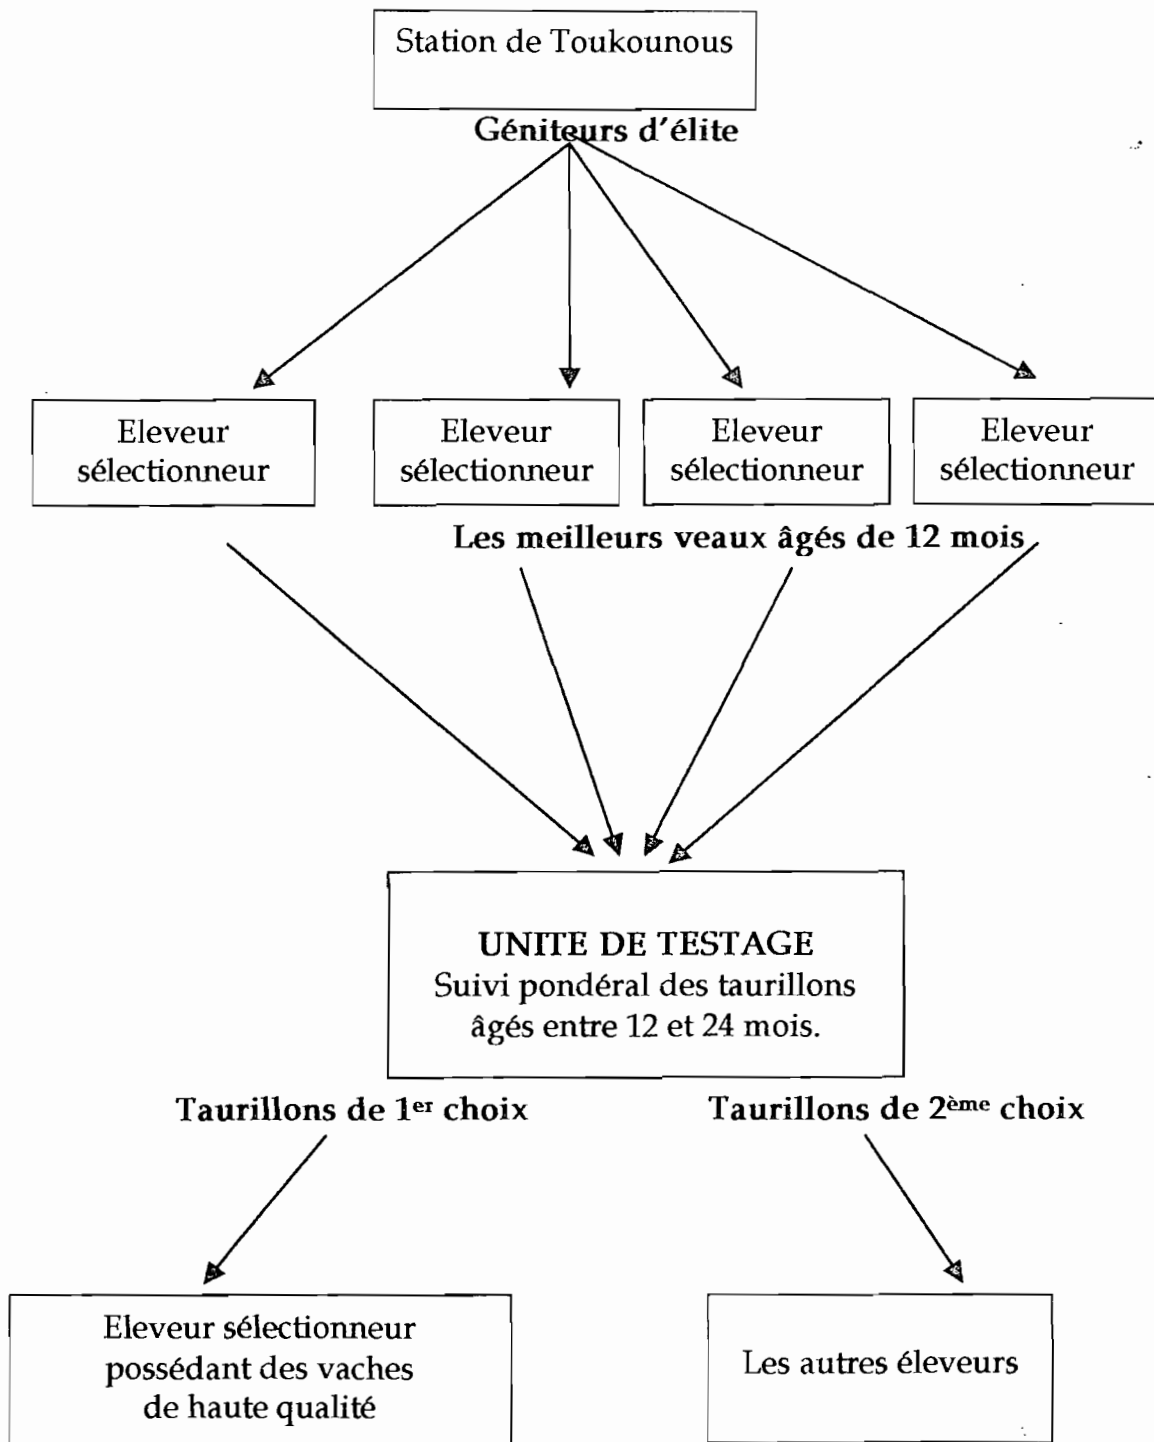 Station de Toukounous
Géniteurs d'élite
Eleveur
sélectionneur
Eleveur
sélectionneur
Eleveur
sélectionneur
Eleveur
sélectionneur
Les meilleurs veaux âgés de 12 mois
UNITE DE TESTAGE
Suivi pondéral des taurillons
âgés entre 12 et 24 mois.
Taurillons de 1er choix
Taurillons de 2ème choix
Eleveur sélectionneur
possédant des vaches
de haute qualité
Les autres éleveurs